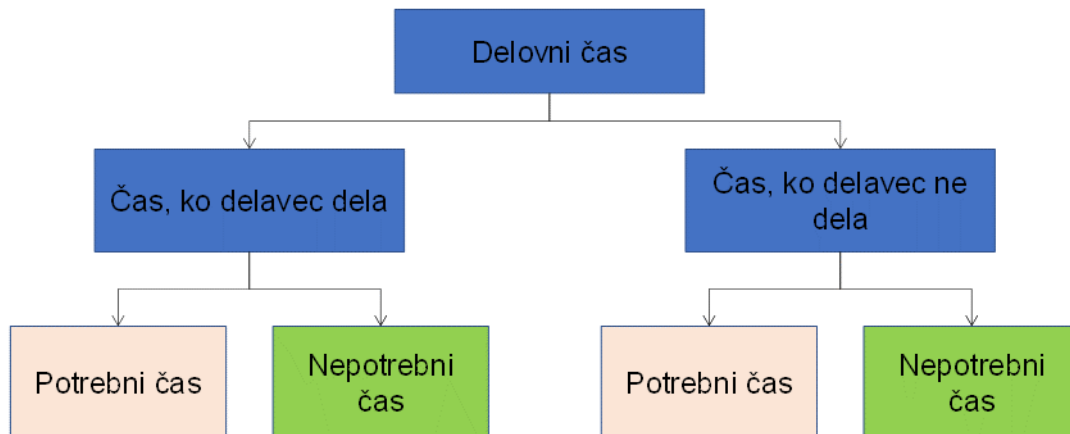 Delovni čas
Čas, ko delavec dela
Čas, ko delavec ne
dela
Potrebni čas
Nepotrebni
čas
Potrebni čas
Nepotrebni
čas